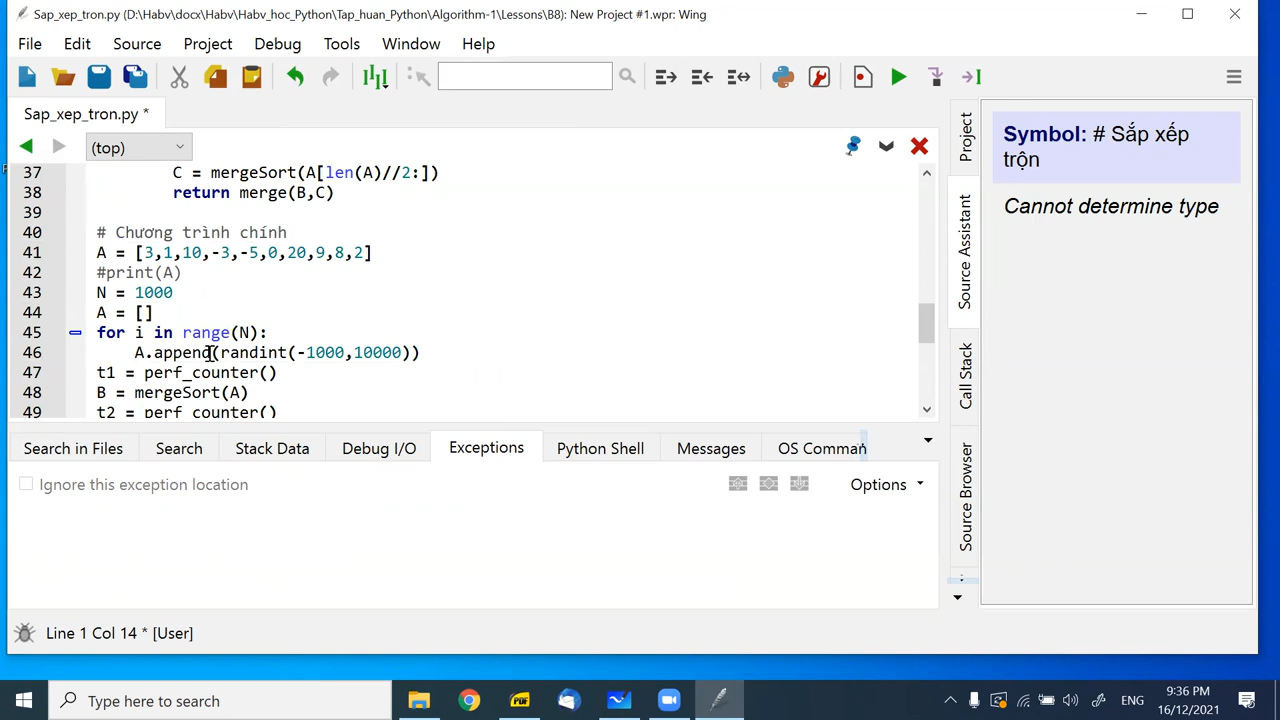 Sap_xep_tron.py (D:\Habv\docx\Habv\Habv_hoc_Python\Tap_huan_Python\Algorithm-1\Lessons\B8): New Project #1.wpr: Wing
File Edit Source Project Debug Tools Window Help
Sap_xep_tron.py *
(top)
37 C = mergeSort(A[len(A)//2:])
38 return merge(B,C)
39
40 # Chương trình chính
41 A = [3,1,10,-3,-5,0,20,9,8,2]
42 #print(A)
43 N = 1000
44 A = []
45 for i in range(N):
46 A.append(randint(-1000,10000))
47 t1 = perf_counter()
48 B = mergeSort(A)
49 t2 = perf_counter()
Search in Files Search Stack Data Debug I/O Exceptions Python Shell Messages OS Comman
Ignore this exception location
Options
Line 1 Col 14 * [User]
Project
Source Assistant
Call Stack
Source Browser
Symbol: # Sắp xếp
trộn
Cannot determine type
Type here to search
ENG
9:36 PM
16/12/2021